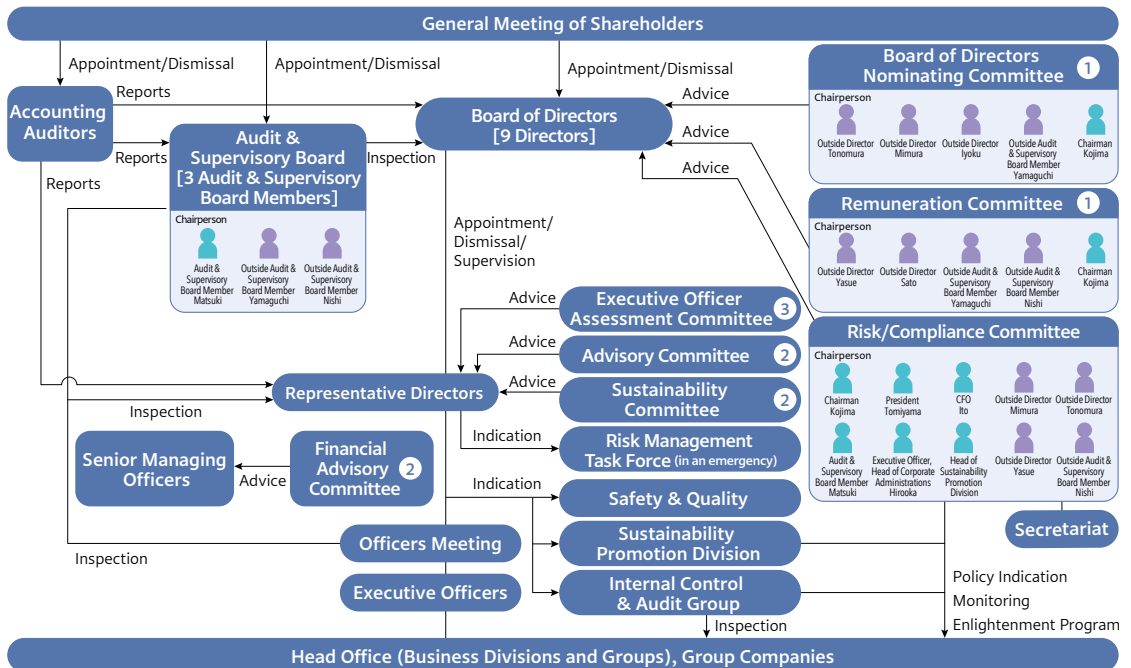 General Meeting of Shareholders
Appointment/Dismissal
Appointment/Dismissal
Appointment/Dismissal
Accounting
Auditors
Reports
Reports
Reports
Audit &
Supervisory Board
[3 Audit & Supervisory
Board Members]
Chairperson
Audit &
Supervisory
Board Member
Matsuki
Outside Audit &
Supervisory
Board Member
Yamaguchi
Outside Audit &
Supervisory
Board Member
Nishi
Inspection
Board of Directors
[9 Directors]
Advice
Advice
Advice
Board of Directors
Nominating Committee
1
Chairperson
Outside Director
Tonomura
Outside Director
Mimura
Outside Director
Iyoku
Outside Audit
& Supervisory
Board Member
Yamaguchi
Chairman
Kojima
Remuneration Committee
1
Chairperson
Outside Director
Yasue
Outside Director
Sato
Outside Audit &
Supervisory
Board Member
Yamaguchi
Outside Audit &
Supervisory
Board Member
Nishi
Chairman
Kojima
Risk/Compliance Committee
Chairperson
Chairman
Kojima
President
Tomiyama
CFO
Ito
Outside Director
Mimura
Outside Director
Tonomura
Audit &
Supervisory
Board Member
Matsuki
Executive Officer,
Head of Corporate
Administrations
Hirooka
Head of
Sustainability
Promotion
Division
Outside Director
Yasue
Outside Audit &
Supervisory
Board Member
Nishi
Secretariat
Appointment/
Dismissal/
Supervision
Advice
Executive Officer
Assessment Committee
3
Advice
Advisory Committee
2
Advice
Sustainability
Committee
2
Representative Directors
Inspection
Indication
Risk Management
Task Force (in an emergency)
Senior Managing
Officers
Advice
Financial
Advisory
Committee
2
Indication
Safety & Quality
Sustainability
Promotion Division
Internal Control
& Audit Group
Officers Meeting
Inspection
Executive Officers
Inspection
Policy Indication
Monitoring
Enlightenment Program
Head Office (Business Divisions and Groups), Group Companies